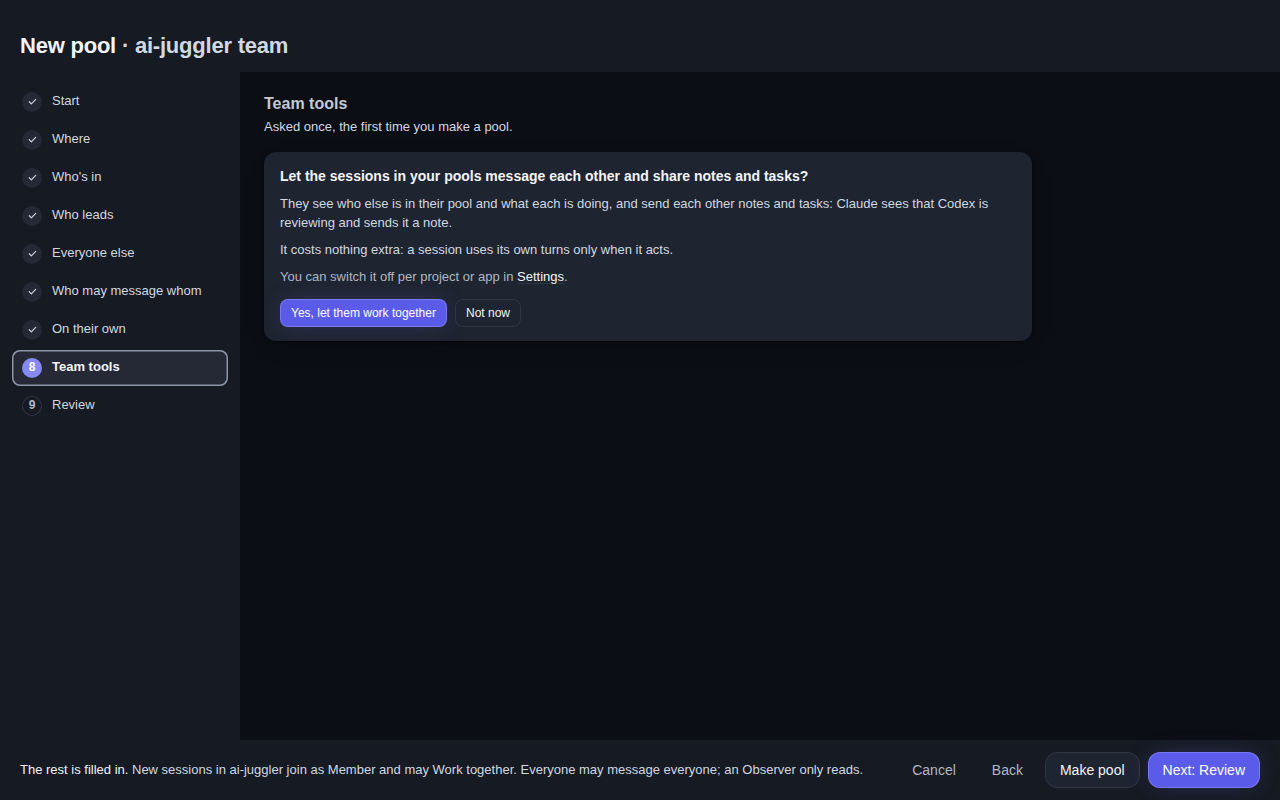 New pool · ai-juggler team
Start
Where
Who's in
Who leads
Everyone else
Who may message whom
On their own
8 Team tools
9 Review
Team tools
Asked once, the first time you make a pool.
Let the sessions in your pools message each other and share notes and tasks?
They see who else is in their pool and what each is doing, and send each other notes and tasks: Claude sees that Codex is
reviewing and sends it a note.
It costs nothing extra: a session uses its own turns only when it acts.
You can switch it off per project or app in Settings.
Yes, let them work together Not now
The rest is filled in. New sessions in ai-juggler join as Member and may Work together. Everyone may message everyone; an Observer only reads. Cancel Back Make pool Next: Review